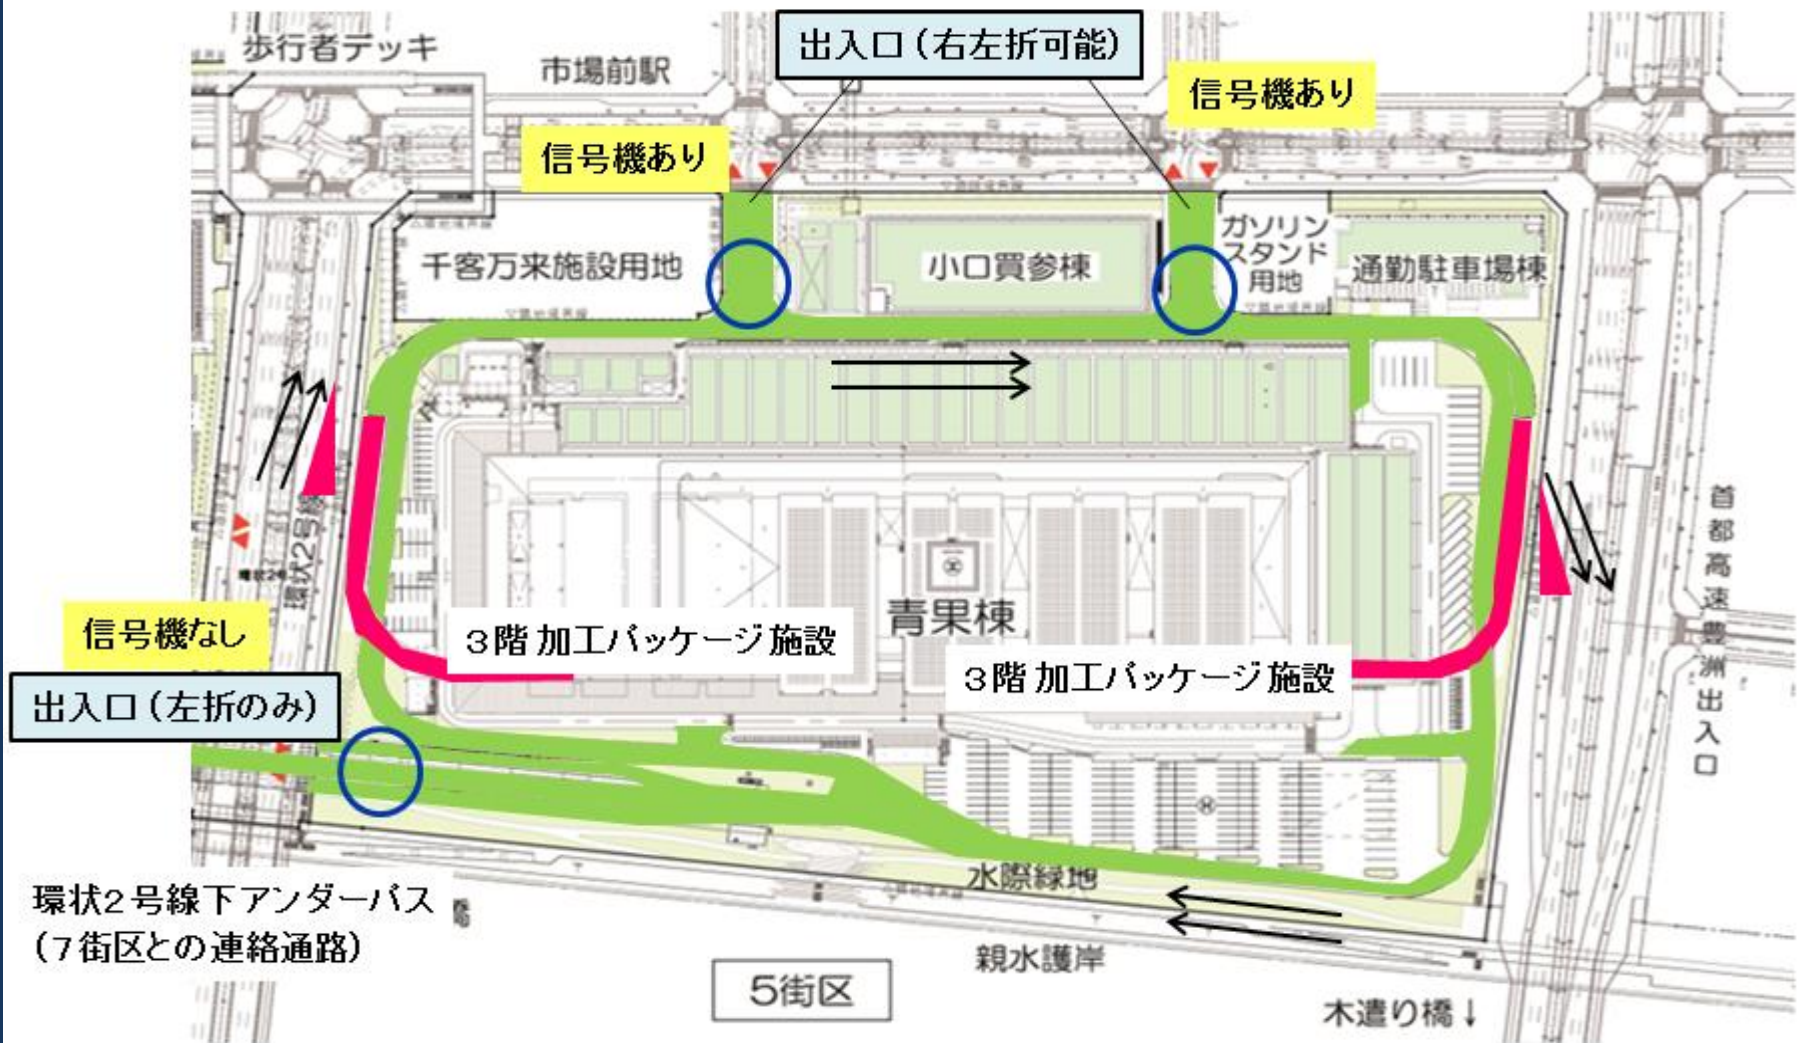 出入口（右左折可能）
歩行者デッキ
市場前駅
信号機あり
信号機あり
千客万来施設用地
小口買参棟
ガソリン
スタンド
用地
通勤駐車場棟
環状2号線
首都高速豊洲出入口
青果棟
３階 加工パッケージ施設
３階 加工パッケージ施設
信号機なし
出入口（左折のみ）
水際緑地
環状２号線下アンダーパス
（７街区との連絡通路）
親水護岸
5街区
木遣り橋↓